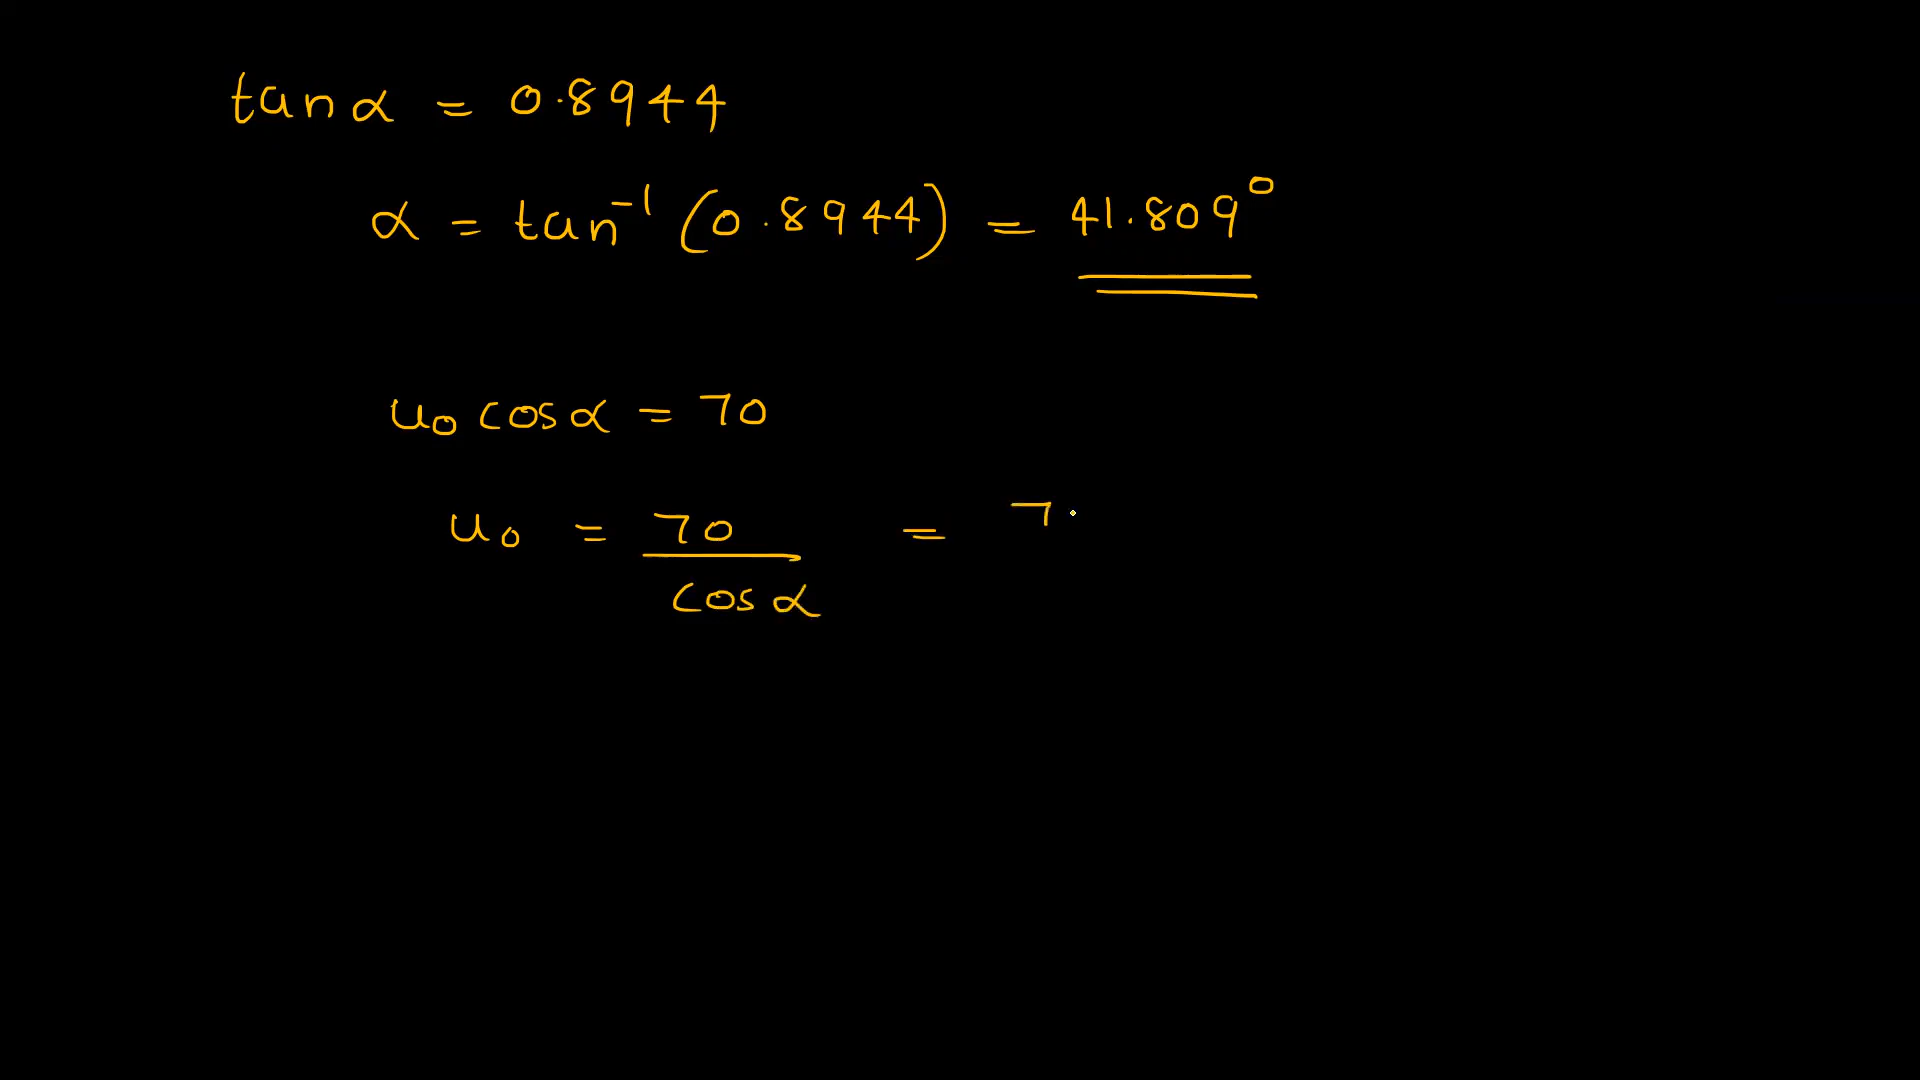 tan α = 0.8944
α = tan⁻¹ (0.8944) = 41.809°
u₀ cos α = 70
u₀ = 70 / cos α = 7